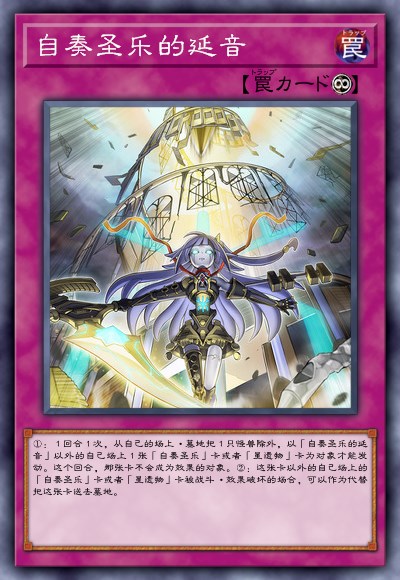 自奏圣乐的延音
トラップ
罠
トラップ
【罠カード】
①：1回合1次，从自己的场上·墓地把1只怪兽除外，以「自奏圣乐的延
音」以外的自己场上1张「自奏圣乐」卡或者「星遗物」卡为对象才能发
动。这个回合，那张卡不会成为效果的对象。②：这张卡以外的自己场上的
「自奏圣乐」卡或者「星遗物」卡被战斗·效果破坏的场合，可以作为代替
把这张卡送去墓地。